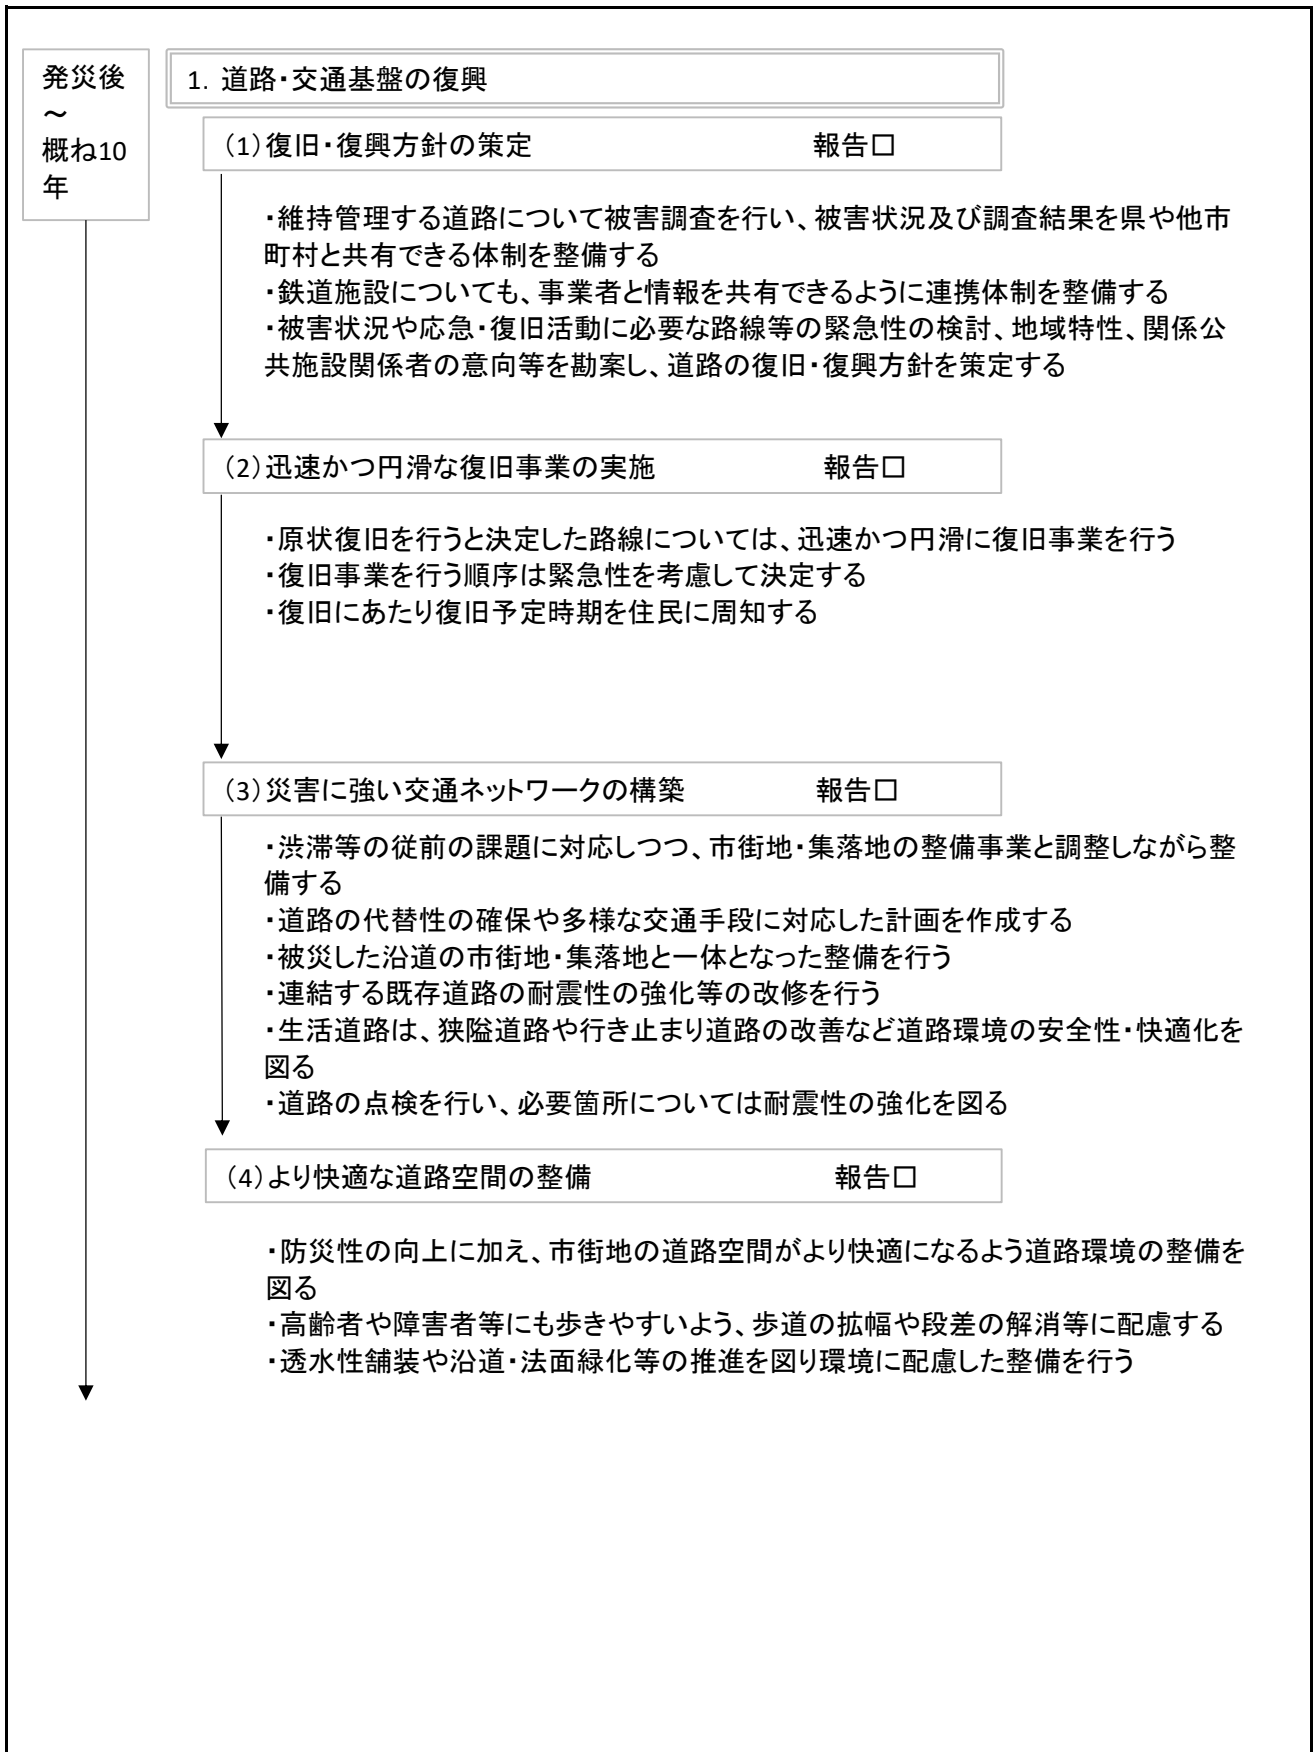 発災後
～
概ね10
年
1. 道路・交通基盤の復興
(1)復旧・復興方針の策定 報告□
・維持管理する道路について被害調査を行い、被害状況及び調査結果を県や他市
町村と共有できる体制を整備する
・鉄道施設についても、事業者と情報を共有できるように連携体制を整備する
・被害状況や応急・復旧活動に必要な路線等の緊急性の検討、地域特性、関係公
共施設関係者の意向等を勘案し、道路の復旧・復興方針を策定する
(2)迅速かつ円滑な復旧事業の実施 報告□
・原状復旧を行うと決定した路線については、迅速かつ円滑に復旧事業を行う
・復旧事業を行う順序は緊急性を考慮して決定する
・復旧にあたり復旧予定時期を住民に周知する
(3)災害に強い交通ネットワークの構築 報告□
・渋滞等の従前の課題に対応しつつ、市街地・集落地の整備事業と調整しながら整
備する
・道路の代替性の確保や多様な交通手段に対応した計画を作成する
・被災した沿道の市街地・集落地と一体となった整備を行う
・連結する既存道路の耐震性の強化等の改修を行う
・生活道路は、狭隘道路や行き止まり道路の改善など道路環境の安全性・快適化を
図る
・道路の点検を行い、必要箇所については耐震性の強化を図る
(4)より快適な道路空間の整備 報告□
・防災性の向上に加え、市街地の道路空間がより快適になるよう道路環境の整備を
図る
・高齢者や障害者等にも歩きやすいよう、歩道の拡幅や段差の解消等に配慮する
・透水性舗装や沿道・法面緑化等の推進を図り環境に配慮した整備を行う